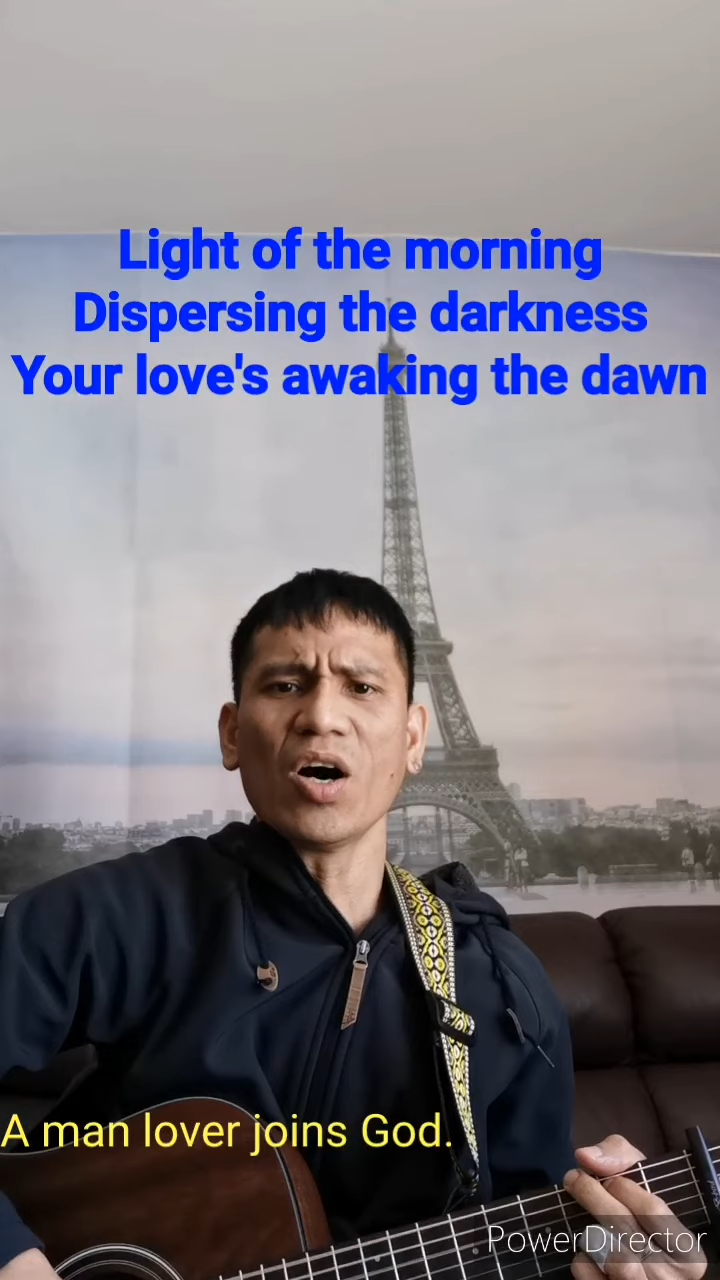 Light of the morning
Dispersing the darkness
Your love's awaking the dawn
A man lover joins God.
PowerDirector